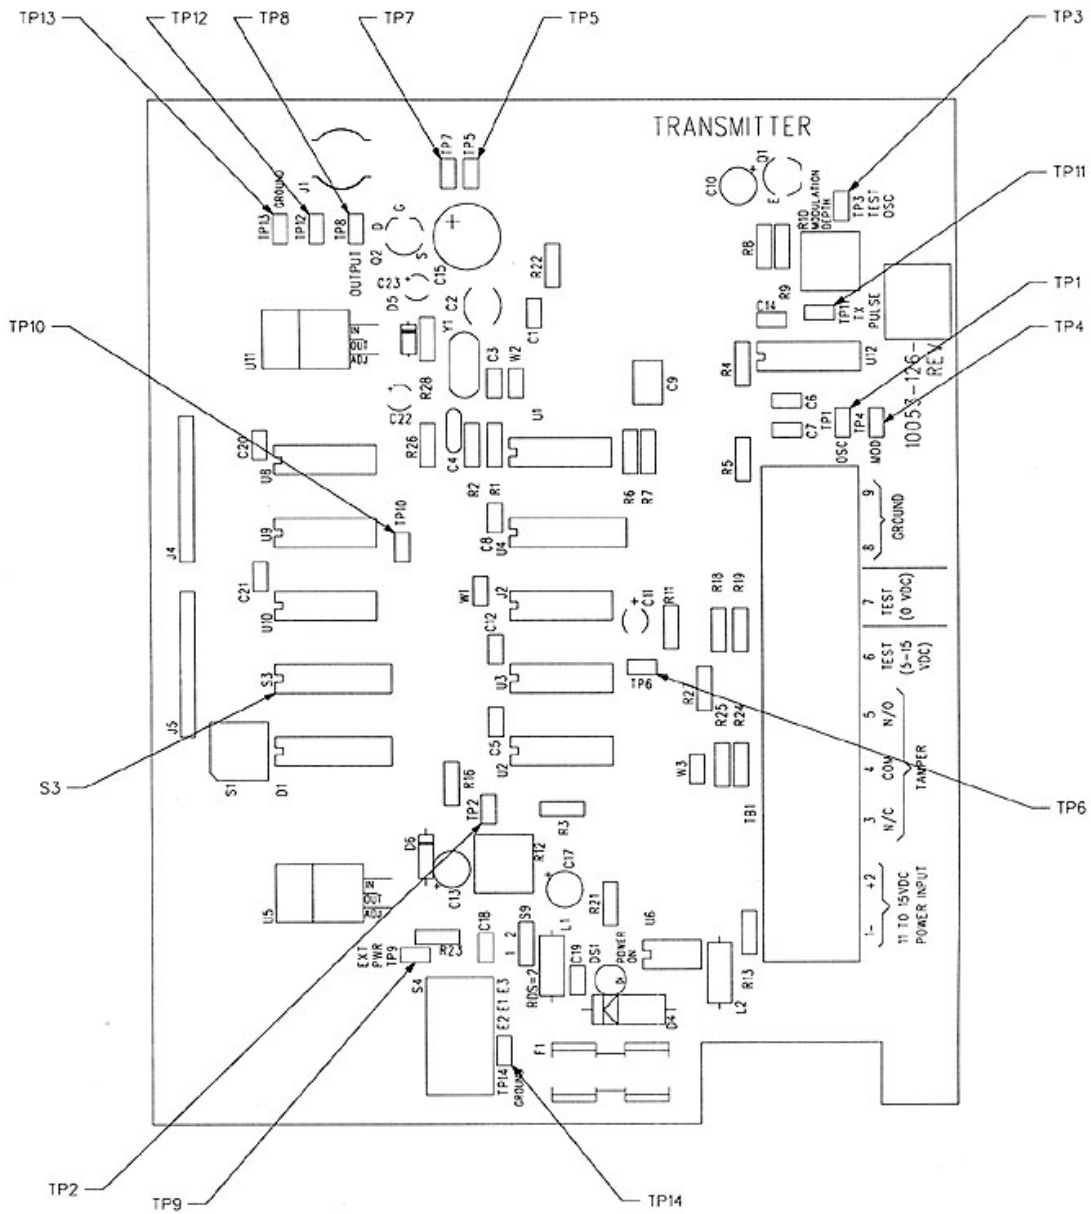 TP13
TP12
TP8
TP7
TP5
TP3
TRANSMITTER
TP7
TP5
C10
+
Q1
E
TP11
GROUND
J1
TP13
TP12
TP8
OUTPUT
G
D
S
Q2
+
C15
R22
R8
R9
R10
MODULATION
DEPTH
TP3
TEST
OSC
TP1
C23
+
D5
C2
C1
C14
TP11
TX
PULSE
TP4
TP10
U11
IN
OUT
ADJ
Y1
R28
C3
W2
C9
R4
U12
10053-126-
REV
C22
U1
C6
C7
TP1
OSC
TP4
MOD
C20
U8
R26
C4
R2
R1
R6
R7
R5
9
8
GROUND
J4
U9
TP10
C8
U4
C21
U10
W1
J2
C11
+
R11
R18
R19
7
TEST
(0 VDC)
C12
S3
U3
TP6
R27
6
TEST
(5-15
VDC)
J5
C5
R25
R24
5
N/O
S3
S1
D1
U2
W3
4
COM
TAMPER
R16
TP2
R3
TB1
3
N/C
TP6
D6
R12
C17
+
U5
IN
OUT
ADJ
+
C13
R21
U6
+2
1-
11 TO 15VDC
POWER INPUT
EXT
PWR
TP9
R23
C18
S9
1 2
L1
C19
DS1
POWER
ON
R13
S4
RDS=2
L2
E2 E1 E3
D4
TP14
GROUND
F1
TP2
TP9
TP14